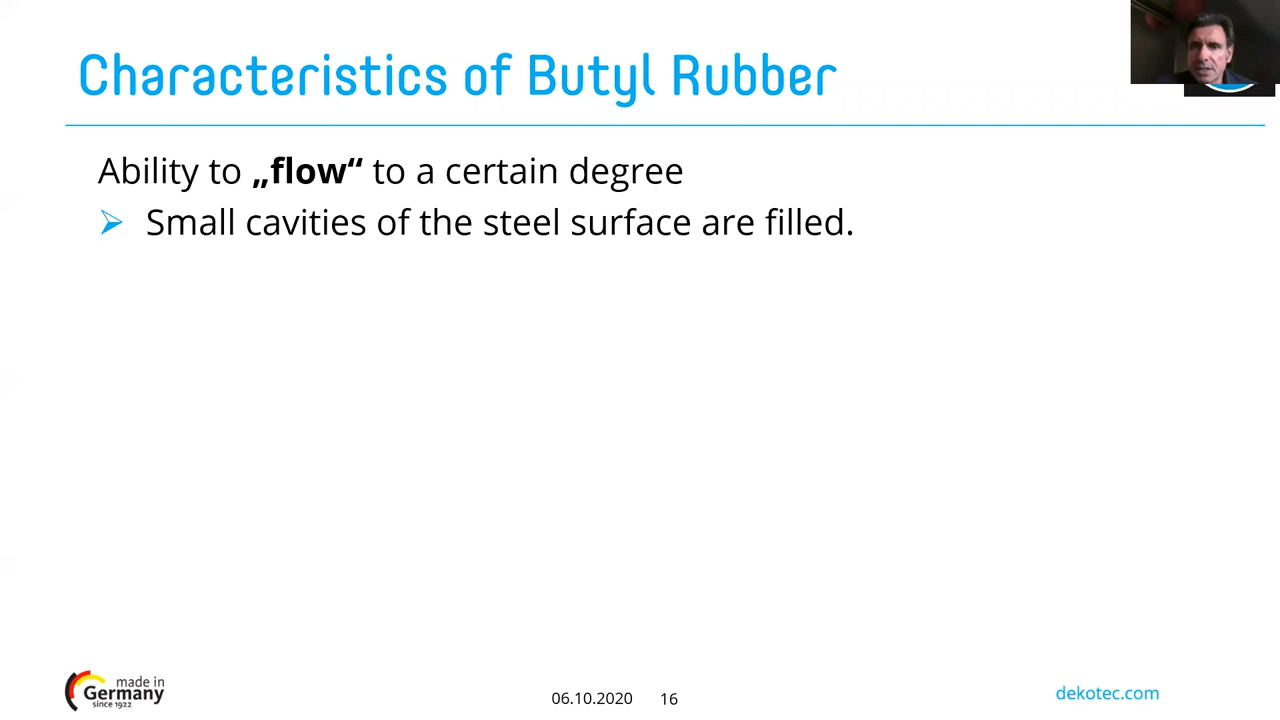 Characteristics of Butyl Rubber
Ability to „flow“ to a certain degree
Small cavities of the steel surface are filled.
made in
Germany
since 1922
06.10.2020
16
dekotec.com